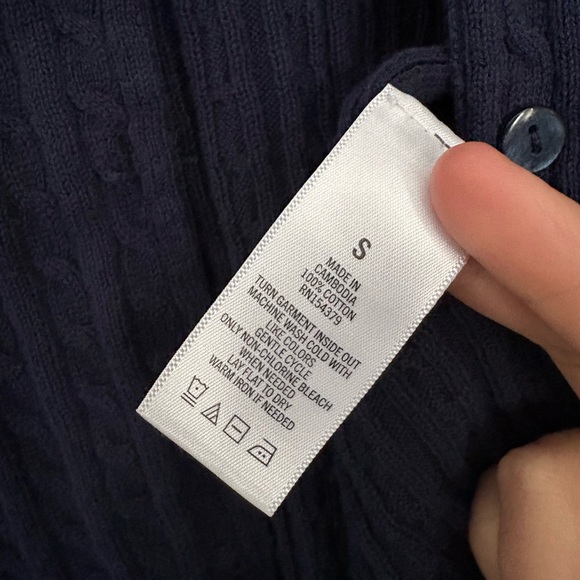 S
MADE IN
CAMBODIA
100% COTTON
RN154379
TURN GARMENT INSIDE OUT
MACHINE WASH COLD WITH
LIKE COLORS
GENTLE CYCLE
ONLY NON-CHLORINE BLEACH
WHEN NEEDED
LAY FLAT TO DRY
WARM IRON IF NEEDED